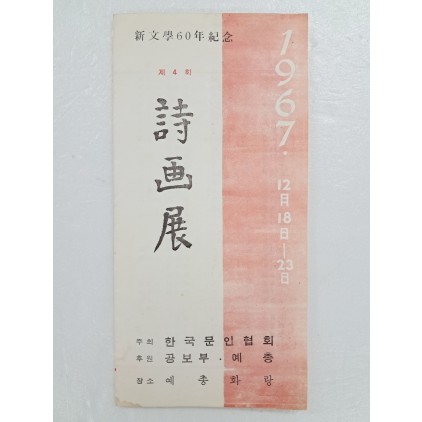 新文學60年紀念
제4회
詩画展
1967.
12月18日—23日
주최 한국문인협회
후원 공보부·예총
장소 예총화랑